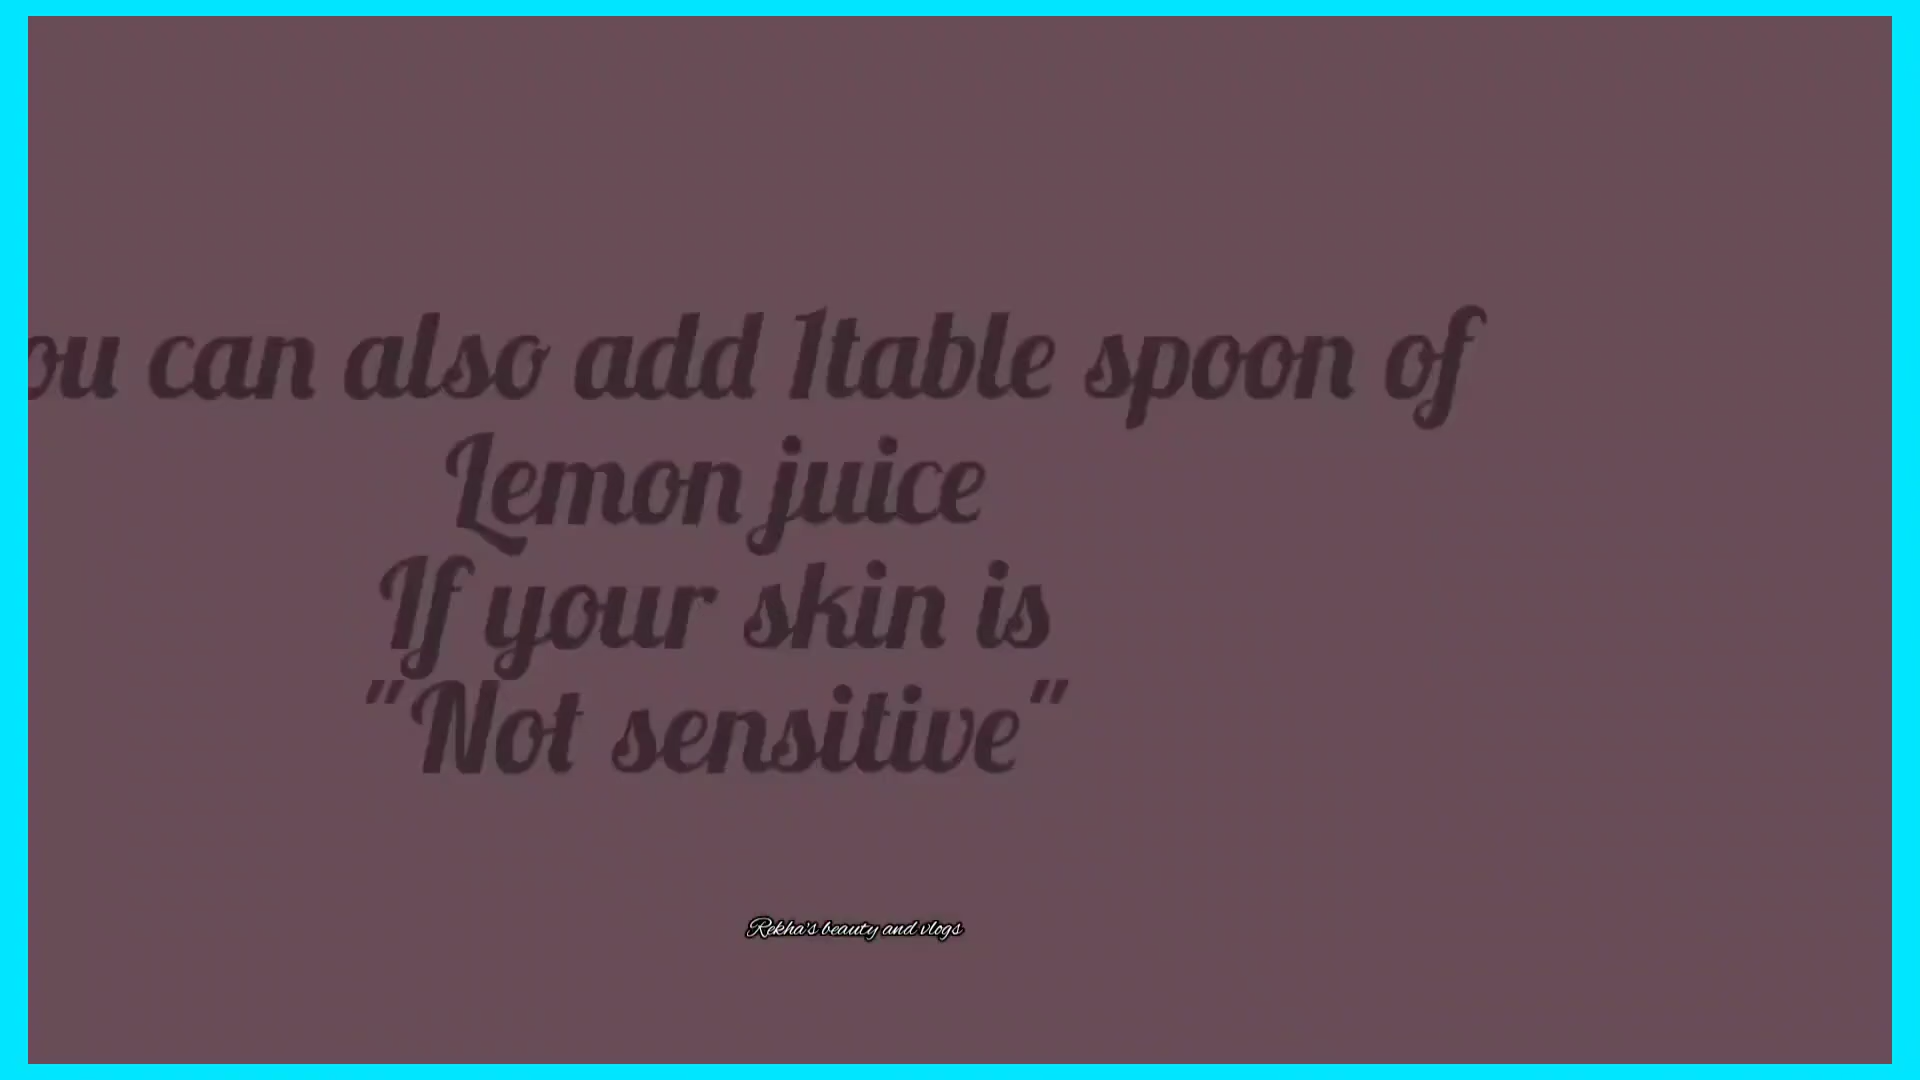 ou can also add 1table spoon of
Lemon juice
If your skin is
"Not sensitive"
Rekha's beauty and vlogs